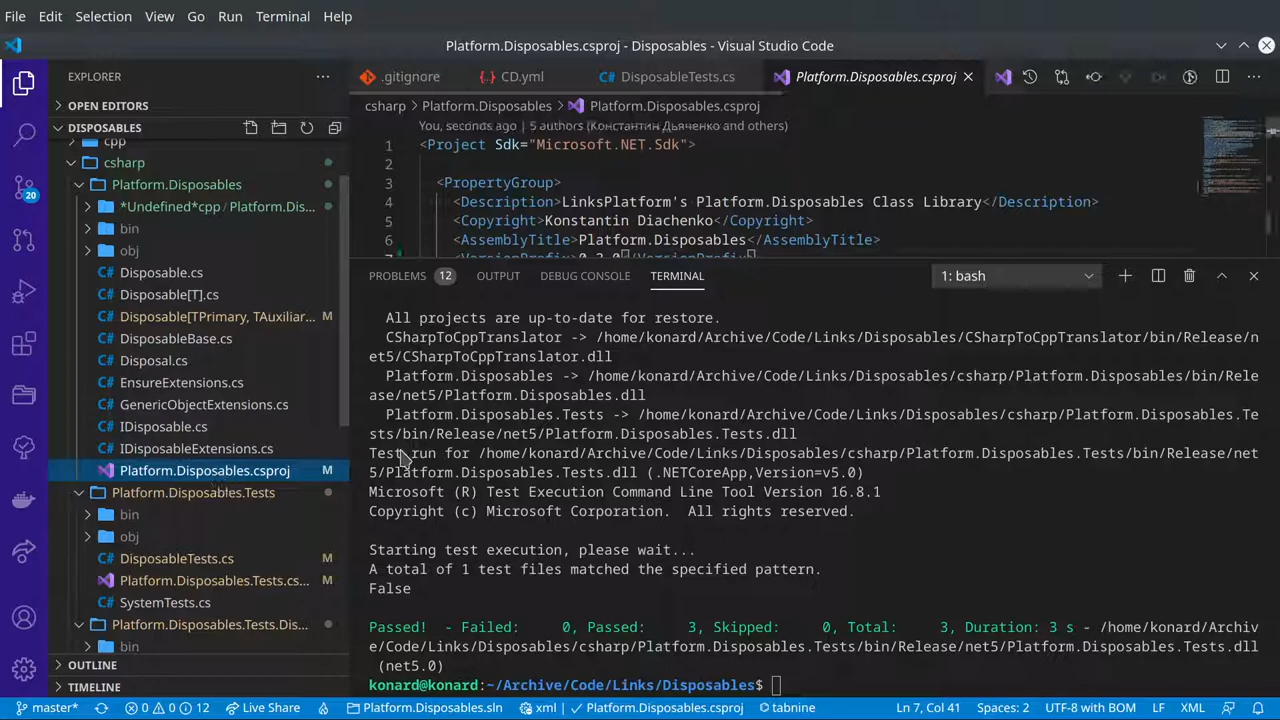 File Edit Selection View Go Run Terminal Help
Platform.Disposables.csproj - Disposables - Visual Studio Code
EXPLORER
.gitignore
CD.yml
DisposableTests.cs
Platform.Disposables.csproj
OPEN EDITORS
csharp > Platform.Disposables > Platform.Disposables.csproj
DISPOSABLES
You, seconds ago | 5 authors (Константин Дьяченко and others)
cpp
1 <Project Sdk="Microsoft.NET.Sdk">
csharp
2
Platform.Disposables
3 <PropertyGroup>
*Undefined*cpp / Platform.Dis...
4 <Description>LinksPlatform's Platform.Disposables Class Library</Description>
bin
5 <Copyright>Konstantin Diachenko</Copyright>
obj
6 <AssemblyTitle>Platform.Disposables</AssemblyTitle>
7 <VersionPrefix>0.3.0</VersionPrefix>
Disposable.cs
Disposable[T].cs
Disposable[TPrimary, TAuxiliar... M
DisposableBase.cs
Disposal.cs
EnsureExtensions.cs
GenericObjectExtensions.cs
IDisposable.cs
IDisposableExtensions.cs
Platform.Disposables.csproj M
Platform.Disposables.Tests
bin
obj
DisposableTests.cs M
Platform.Disposables.Tests.cs... M
SystemTests.cs
Platform.Disposables.Tests.Dis...
bin
OUTLINE
TIMELINE
20
PROBLEMS 12 OUTPUT DEBUG CONSOLE TERMINAL 1: bash
All projects are up-to-date for restore.
CSharpToCppTranslator -> /home/konard/Archive/Code/Links/Disposables/CSharpToCppTranslator/bin/Release/n
et5/CSharpToCppTranslator.dll
Platform.Disposables -> /home/konard/Archive/Code/Links/Disposables/csharp/Platform.Disposables/bin/Rele
ase/net5/Platform.Disposables.dll
Platform.Disposables.Tests -> /home/konard/Archive/Code/Links/Disposables/csharp/Platform.Disposables.Te
sts/bin/Release/net5/Platform.Disposables.Tests.dll
Test run for /home/konard/Archive/Code/Links/Disposables/csharp/Platform.Disposables.Tests/bin/Release/net
5/Platform.Disposables.Tests.dll (.NETCoreApp,Version=v5.0)
Microsoft (R) Test Execution Command Line Tool Version 16.8.1
Copyright (c) Microsoft Corporation. All rights reserved.
Starting test execution, please wait...
A total of 1 test files matched the specified pattern.
False
Passed! - Failed: 0, Passed: 3, Skipped: 0, Total: 3, Duration: 3 s - /home/konard/Archiv
e/Code/Links/Disposables/csharp/Platform.Disposables.Tests/bin/Release/net5/Platform.Disposables.Tests.dll
(net5.0)
konard@konard:~/Archive/Code/Links/Disposables$
master* 0 0 12 Live Share Platform.Disposables.sln xml Platform.Disposables.csproj tabnine Ln 7, Col 41 Spaces: 2 UTF-8 with BOM LF XML